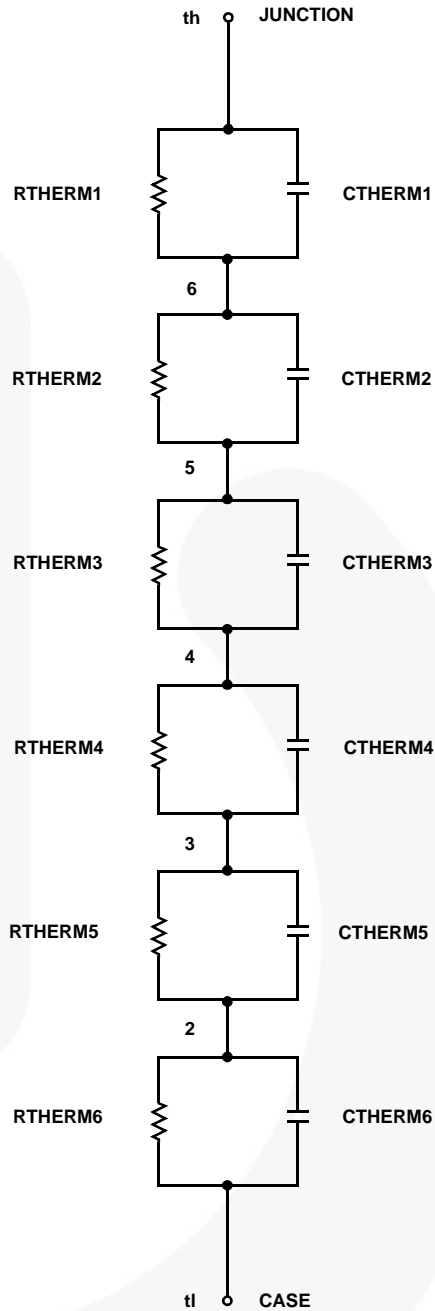 th JUNCTION
RTHERM1 CTHERM1
6
RTHERM2 CTHERM2
5
RTHERM3 CTHERM3
4
RTHERM4 CTHERM4
3
RTHERM5 CTHERM5
2
RTHERM6 CTHERM6
tl CASE